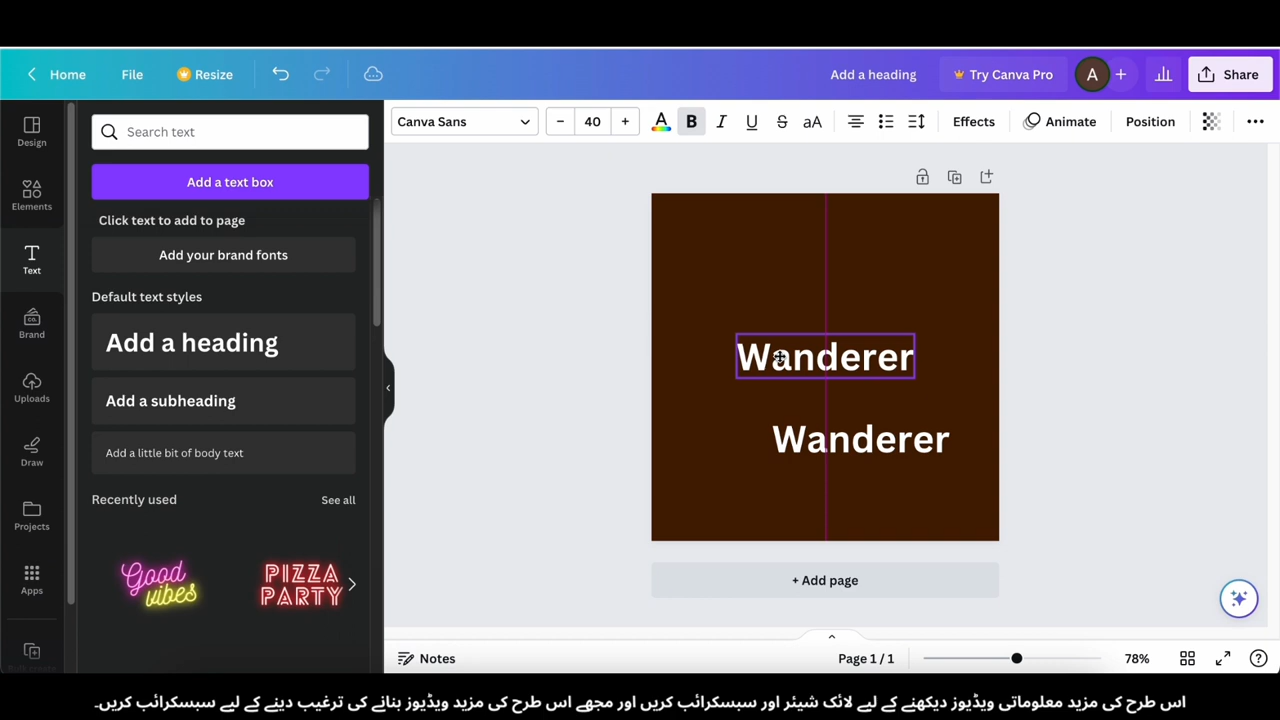 Home File Resize Add a heading Try Canva Pro A Share
Canva Sans 40 A B I U S aA Effects Animate Position
Design
Elements
Text
Brand
Uploads
Draw
Projects
Apps
Bulk create
Search text
Add a text box
Click text to add to page
Add your brand fonts
Default text styles
Add a heading
Add a subheading
Add a little bit of body text
Recently used See all
Good
vibes
PIZZA
PARTY
Wanderer
Wanderer
+ Add page
Notes Page 1 / 1 78%
اس طرح کی مزید معلوماتی ویڈیوز دیکھنے کے لیے لائک شیئر اور سبسکرائب کریں اور مجھے اس طرح کی مزید ویڈیوز بنانے کی ترغیب دینے کے لیے سبسکرائب کریں۔